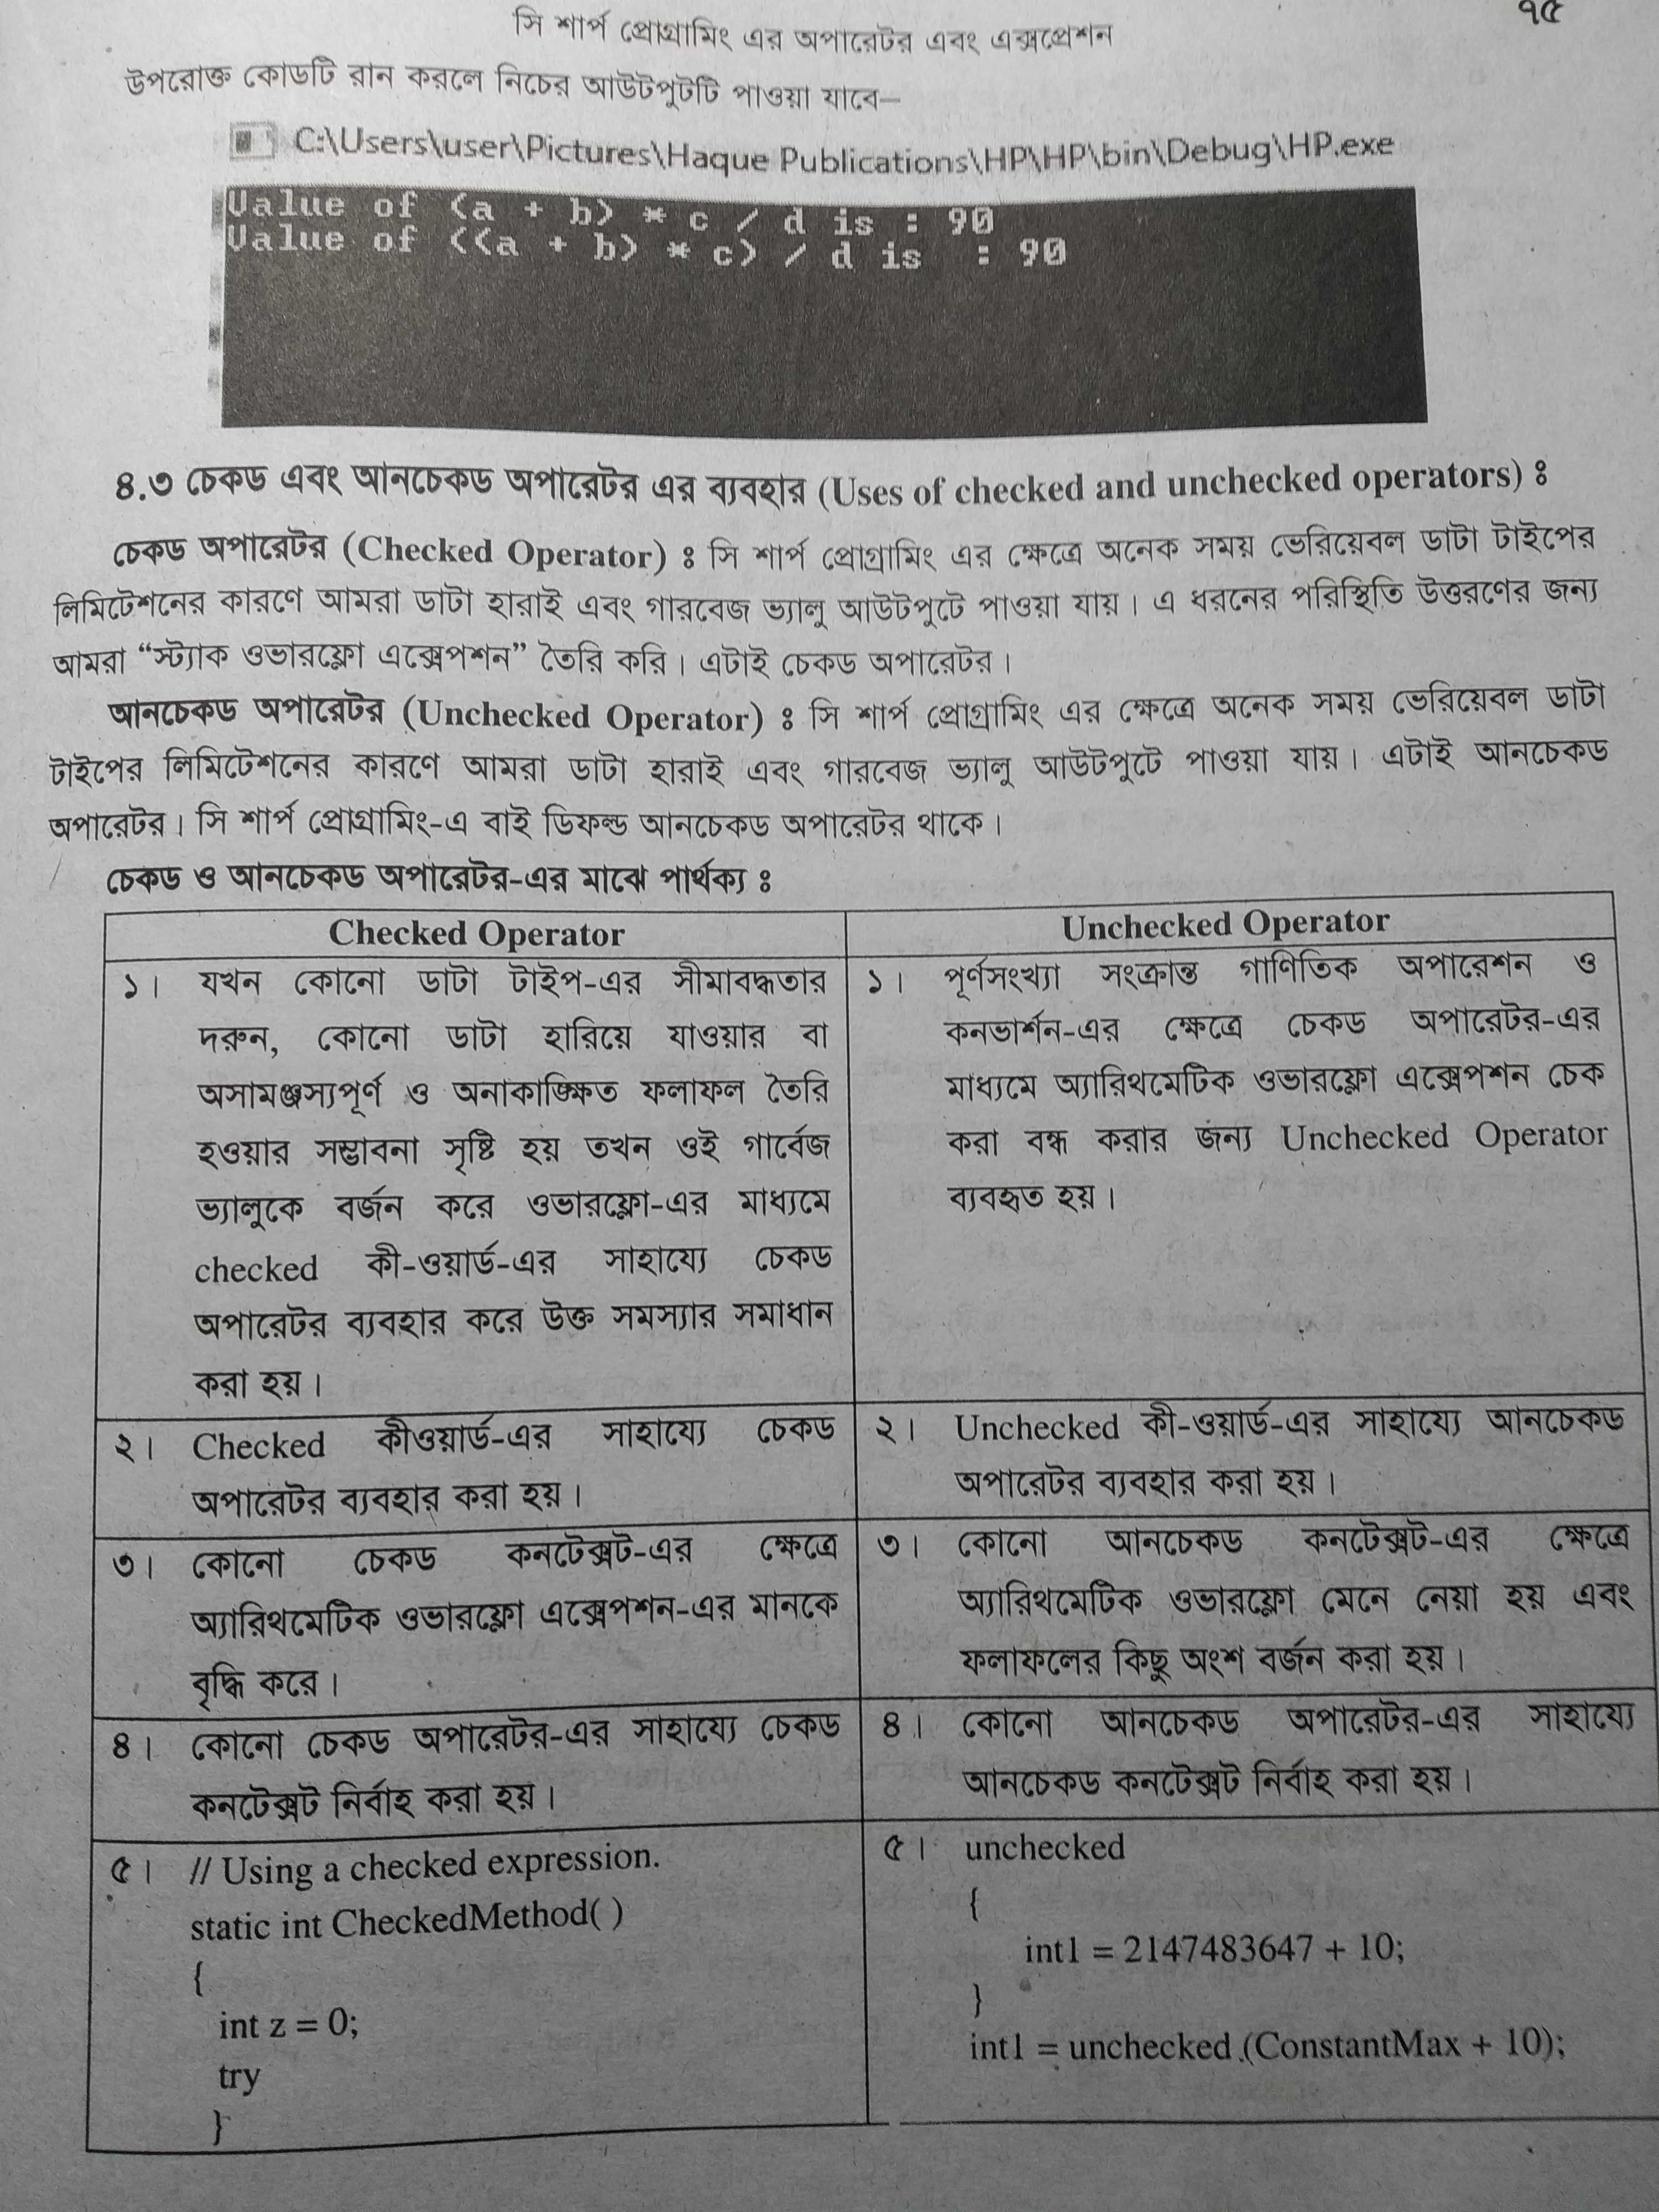 ৭৫
সি শার্প প্রোগ্রামিং এর অপারেটর এবং এক্সপ্রেশন
উপরোক্ত কোডটি রান করলে নিচের আউটপুটটি পাওয়া যাবে–
C:\Users\user\Pictures\Haque Publications\HP\HP\bin\Debug\HP.exe
Value of (a + b) * c / d is : 90
Value of ((a + b) * c) / d is : 90
৪.৩ চেকড এবং আনচেকড অপারেটর এর ব্যবহার (Uses of checked and unchecked operators) ঃ
চেকড অপারেটর (Checked Operator) ঃ সি শার্প প্রোগ্রামিং এর ক্ষেত্রে অনেক সময় ভেরিয়েবল ডাটা টাইপের
লিমিটেশনের কারণে আমরা ডাটা হারাই এবং গারবেজ ভ্যালু আউটপুটে পাওয়া যায়। এ ধরনের পরিস্থিতি উত্তরণের জন্য
আমরা “স্ট্যাক ওভারফ্লো এক্সেপশন” তৈরি করি। এটাই চেকড অপারেটর।
আনচেকড অপারেটর (Unchecked Operator) ঃ সি শার্প প্রোগ্রামিং এর ক্ষেত্রে অনেক সময় ভেরিয়েবল ডাটা
টাইপের লিমিটেশনের কারণে আমরা ডাটা হারাই এবং গারবেজ ভ্যালু আউটপুটে পাওয়া যায়। এটাই আনচেকড
অপারেটর। সি শার্প প্রোগ্রামিং-এ বাই ডিফল্ড আনচেকড অপারেটর থাকে।
চেকড ও আনচেকড অপারেটর-এর মাঝে পার্থক্য ঃ
Checked Operator
১। যখন কোনো ডাটা টাইপ-এর সীমাবদ্ধতার
দরুন, কোনো ডাটা হারিয়ে যাওয়ার বা
অসামঞ্জস্যপূর্ণ ও অনাকাঙ্ক্ষিত ফলাফল তৈরি
হওয়ার সম্ভাবনা সৃষ্টি হয় তখন ওই গার্বেজ
ভ্যালুকে বর্জন করে ওভারফ্লো-এর মাধ্যমে
checked কী-ওয়ার্ড-এর সাহায্যে চেকড
অপারেটর ব্যবহার করে উক্ত সমস্যার সমাধান
করা হয়।
২। Checked কীওয়ার্ড-এর সাহায্যে চেকড
অপারেটর ব্যবহার করা হয়।
৩। কোনো চেকড কনটেক্সট-এর ক্ষেত্রে
অ্যারিথমেটিক ওভারফ্লো এক্সেপশন-এর মানকে
বৃদ্ধি করে।
৪। কোনো চেকড অপারেটর-এর সাহায্যে চেকড
কনটেক্সট নির্বাহ করা হয়।
৫। // Using a checked expression.
static int CheckedMethod( )
{
int z = 0;
try
}
Unchecked Operator
১। পূর্ণসংখ্যা সংক্রান্ত গাণিতিক অপারেশন ও
কনভার্শন-এর ক্ষেত্রে চেকড অপারেটর-এর
মাধ্যমে অ্যারিথমেটিক ওভারফ্লো এক্সেপশন চেক
করা বন্ধ করার জন্য Unchecked Operator
ব্যবহৃত হয়।
২। Unchecked কী-ওয়ার্ড-এর সাহায্যে আনচেকড
অপারেটর ব্যবহার করা হয়।
৩। কোনো আনচেকড কনটেক্সট-এর ক্ষেত্রে
অ্যারিথমেটিক ওভারফ্লো মেনে নেয়া হয় এবং
ফলাফলের কিছু অংশ বর্জন করা হয়।
৪। কোনো আনচেকড অপারেটর-এর সাহায্যে
আনচেকড কনটেক্সট নির্বাহ করা হয়।
৫। unchecked
{
int1 = 2147483647 + 10;
}
int1 = unchecked (ConstantMax + 10);